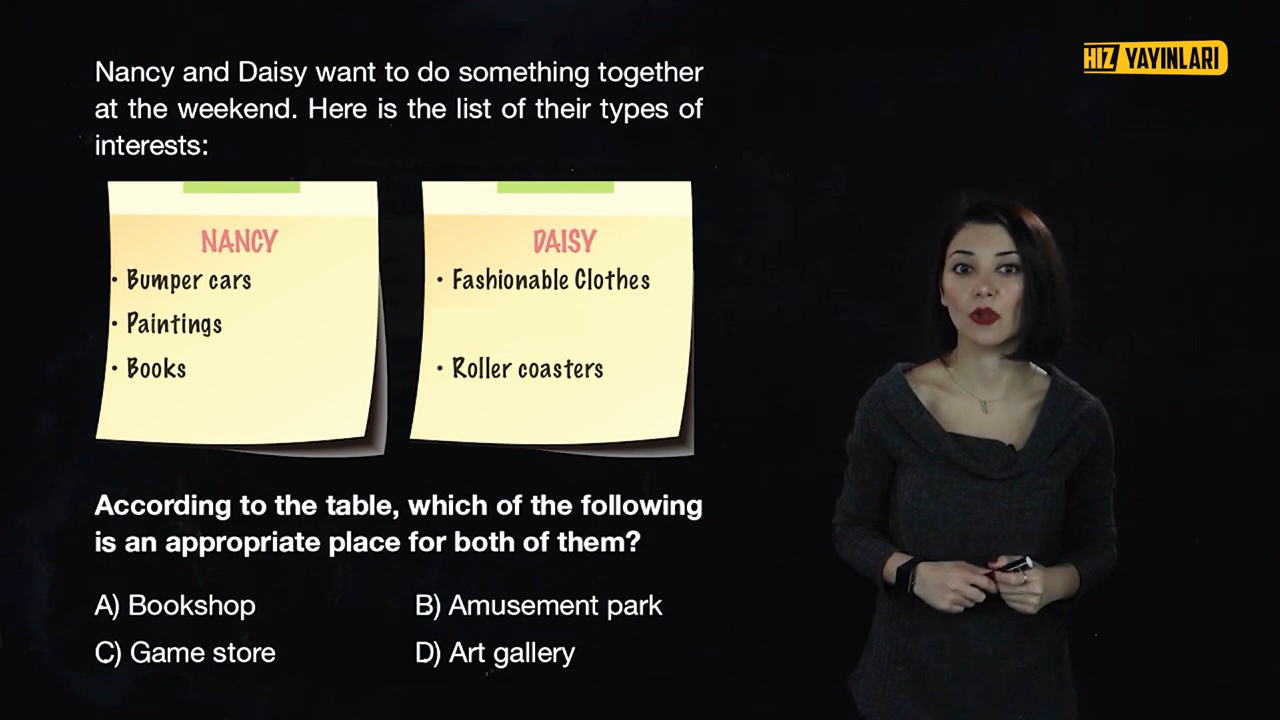 HIZ YAYINLARI
Nancy and Daisy want to do something together
at the weekend. Here is the list of their types of
interests:
NANCY
• Bumper cars
• Paintings
• Books
DAISY
• Fashionable Clothes
• Roller coasters
According to the table, which of the following
is an appropriate place for both of them?
A) Bookshop
B) Amusement park
C) Game store
D) Art gallery